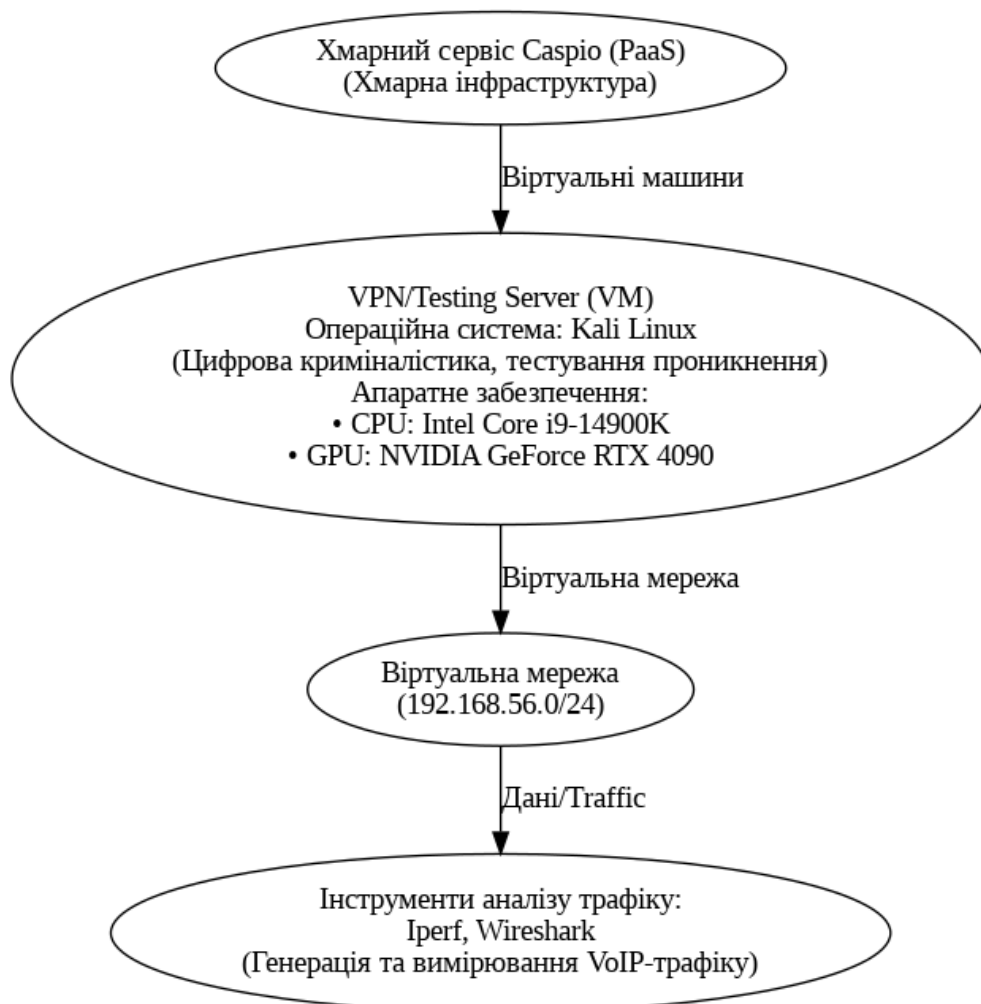 Хмарний сервіс Caspio (PaaS)
(Хмарна інфраструктура)
Віртуальні машини
VPN/Testing Server (VM)
Операційна система: Kali Linux
(Цифрова криміналістика, тестування проникнення)
Апаратне забезпечення:
• CPU: Intel Core i9-14900K
• GPU: NVIDIA GeForce RTX 4090
Віртуальна мережа
Віртуальна мережа
(192.168.56.0/24)
Дані/Traffic
Інструменти аналізу трафіку:
Iperf, Wireshark
(Генерація та вимірювання VoIP-трафіку)